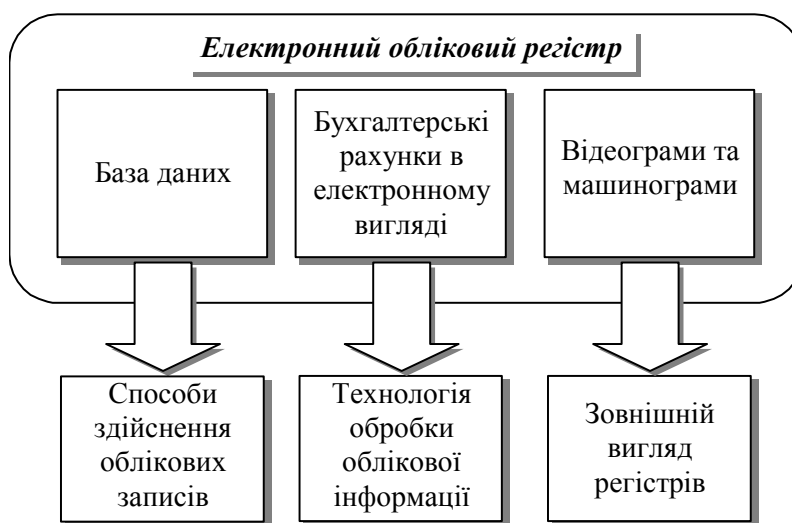 Електронний обліковий регістр
База даних
Бухгалтерські
рахунки в
електронному
вигляді
Відеограми та
машинограми
Способи
здійснення
облікових
записів
Технологія
обробки
облікової
інформації
Зовнішній
вигляд
регістрів